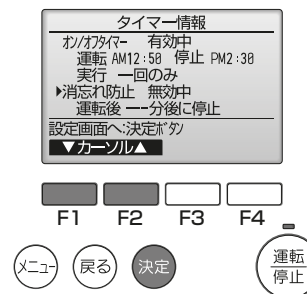 タイマー情報
オン/オフタイマー 有効中
運転 AM12:50 停止 PM2:30
実行 一回のみ
▶消忘れ防止 無効中
運転後 --分後に停止
設定画面へ:決定ボタン
▼カーソル▲
F1 F2 F3 F4
メニュー 戻る 決定 運転/停止